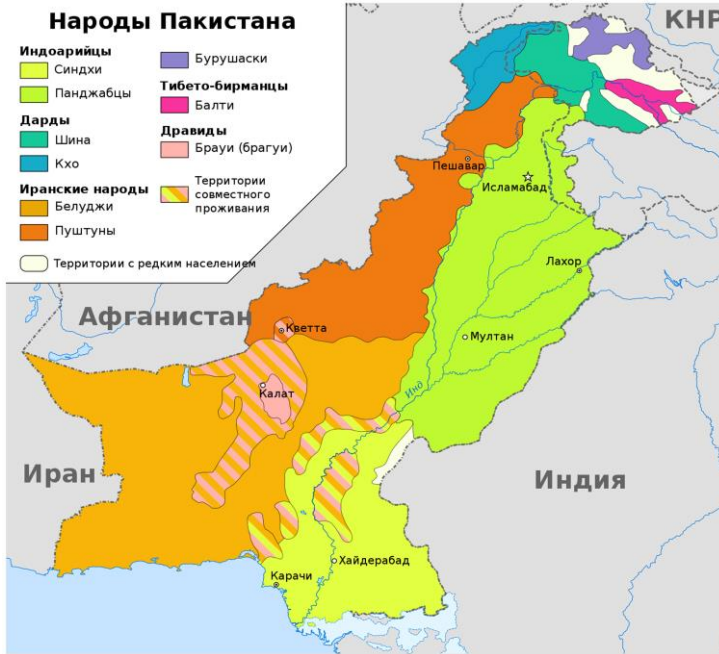 Народы Пакистана
Индоарийцы
Синдхи
Панджабцы
Дарды
Шина
Кхо
Иранские народы
Белуджи
Пуштуны
Территории с редким населением
Бурушаски
Тибето-бирманцы
Балти
Дравиды
Брауи (брагуи)
Территории
совместного
проживания
КНР
Пешавар
Исламабад
Лахор
Афганистан
Кветта
Мултан
Калат
Инд
Иран
Индия
Хайдерабад
Карачи